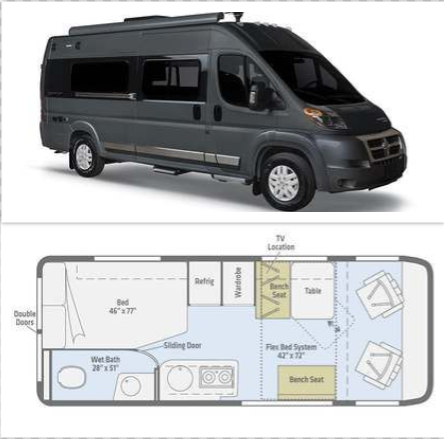 TV
Location
Refrig
Wardrobe
Bench
Seat
Table
Bed
46" x 77"
Double
Doors
Sliding Door
Flex Bed System
42" x 72"
Wet Bath
28" x 51"
Bench Seat